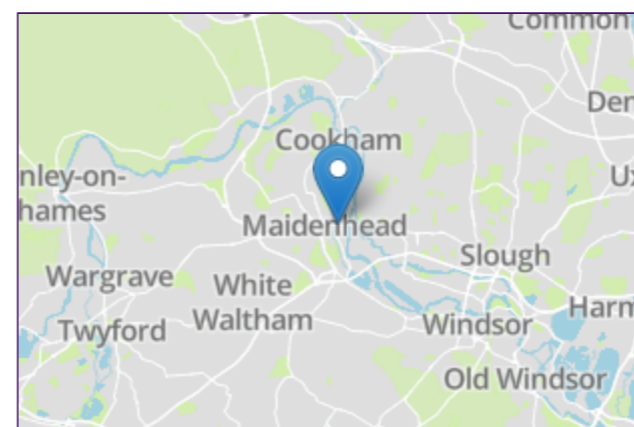 Common
Den
Cookham
nley-on-
hames
Ux
Maidenhead
Slough
Wargrave
White
Waltham
Harm
Twyford
Windsor
Old Windsor